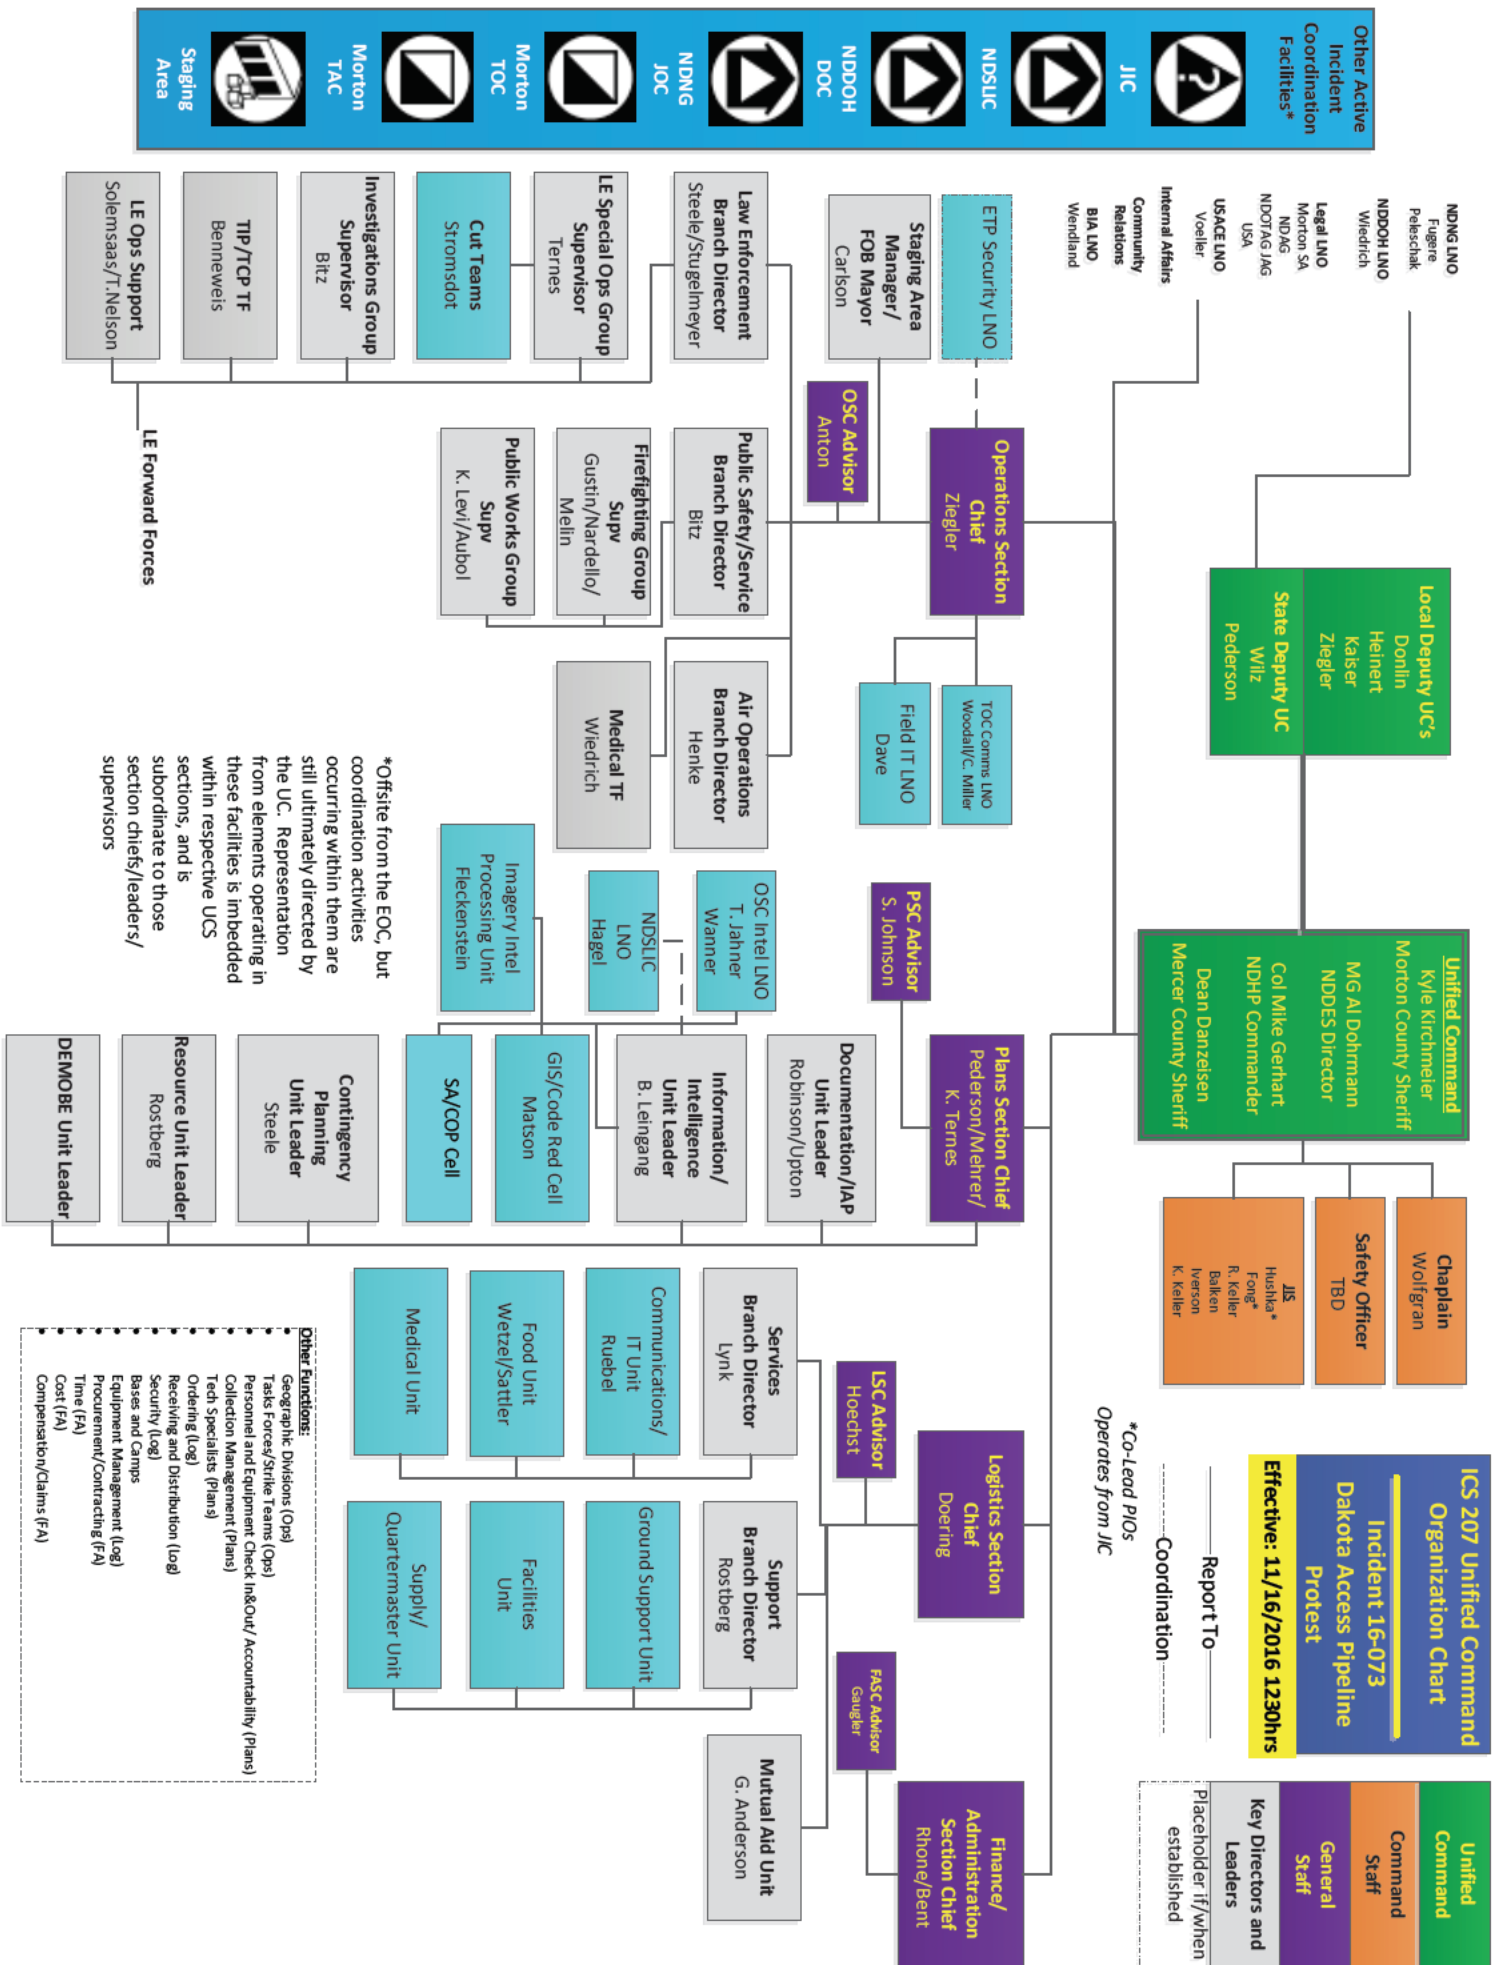 Other Active
Incident
Coordination
Facilities*
JIC
NDSLIC
NDDOH
DOC
NDNG
JOC
Morton
TOC
Morton
TAC
Staging
Area
NDNG LNO
Fugere
Peleschak
NDDOH LNO
Wiedrich
Legal LNO
Morton SA
NDAG
NDOTAG JAG
USA
USACE LNO
Voeller
Internal Affairs
Community
Relations
BIA LNO
Wendland
Local Deputy UC's
Donlin
Heinert
Kaiser
Ziegler
State Deputy UC
Wilz
Pederson
Unified Command
Kyle Kirchmeier
Morton County Sheriff
MG Al Dohrmann
NDDES Director
Col Mike Gerhart
NDHP Commander
Dean Danzeisen
Mercer County Sheriff
Chaplain
Wolfgran
Safety Officer
TBD
JIS
Hushka*
Fong*
R. Keller
Balken
Iverson
K. Keller
*Co-Lead PIOs
Operates from JIC
ICS 207 Unified Command
Organization Chart
Incident 16-073
Dakota Access Pipeline
Protest
Effective: 11/16/2016 1230hrs
Report To
Coordination
Unified
Command
Command
Staff
General
Staff
Key Directors and
Leaders
Placeholder if/when
established
ETP Security LNO
Operations Section
Chief
Ziegler
Staging Area
Manager/
FOB Mayor
Carlson
OSC Advisor
Anton
TOC Comms LNO
Woodall/C. Miller
Field IT LNO
Dave
Law Enforcement
Branch Director
Steele/Stugelmeyer
LE Special Ops Group
Supervisor
Ternes
Cut Teams
Stromsdot
Investigations Group
Supervisor
Bitz
TIP/TCP TF
Benneweis
LE Ops Support
Solemsaas/T.Nelson
LE Forward Forces
Public Safety/Service
Branch Director
Bitz
Firefighting Group
Supv
Gustin/Nardello/
Melin
Public Works Group
Supv
K. Levi/Aubol
Air Operations
Branch Director
Henke
Medical TF
Wiedrich
*Offsite from the EOC, but
coordination activities
occurring within them are
still ultimately directed by
the UC. Representation
from elements operating in
these facilities is imbedded
within respective UCS
sections, and is
subordinate to those
section chiefs/leaders/
supervisors
PSC Advisor
S. Johnson
Plans Section Chief
Pederson/Mehrer/
K. Ternes
OSC Intel LNO
T. Jahner
Wanner
NDSLIC
LNO
Hagel
Imagery Intel
Processing Unit
Fleckenstein
Documentation/IAP
Unit Leader
Robinson/Upton
Information/
Intelligence
Unit Leader
B. Leingang
GIS/Code Red Cell
Matson
SA/COP Cell
Contingency
Planning
Unit Leader
Steele
Resource Unit Leader
Rostberg
DEMOBE Unit Leader
Logistics Section
Chief
Doering
LSC Advisor
Hoechst
Services
Branch Director
Lynk
Communications/
IT Unit
Ruebel
Food Unit
Wetzel/Sattler
Medical Unit
Support
Branch Director
Rostberg
Ground Support Unit
Facilities
Unit
Supply/
Quartermaster Unit
Mutual Aid Unit
G. Anderson
FASC Advisor
Gaugler
Finance/
Administration
Section Chief
Rhone/Bent
Other Functions:
• Geographic Divisions (Ops)
• Tasks Forces/Strike Teams (Ops)
• Personnel and Equipment Check In&Out/ Accountability (Plans)
• Collection Management (Plans)
• Tech Specialists (Plans)
• Ordering (Log)
• Receiving and Distribution (Log)
• Security (Log)
• Bases and Camps
• Equipment Management (Log)
• Procurement/Contracting (FA)
• Time (FA)
• Cost (FA)
• Compensation/Claims (FA)